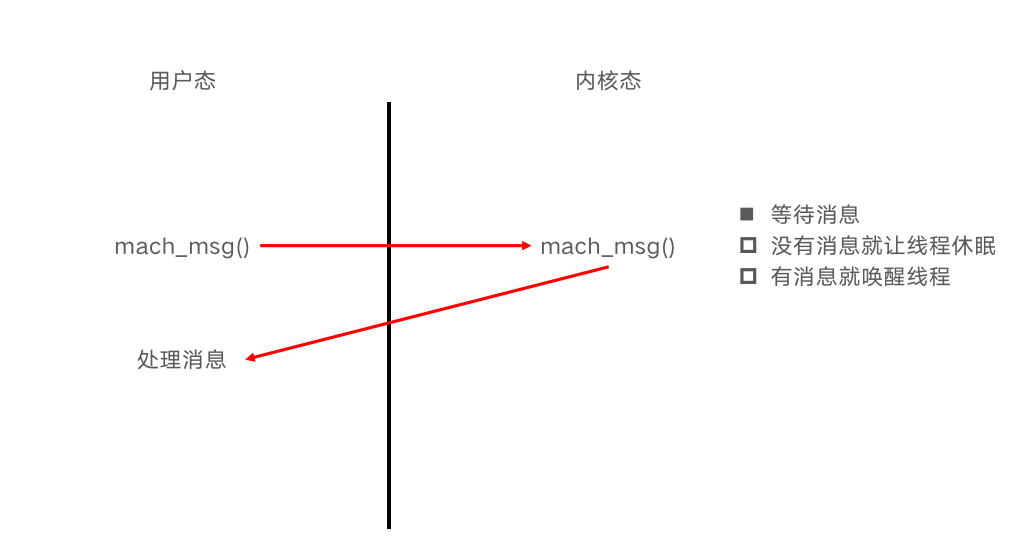 用户态
内核态
mach_msg()
mach_msg()
等待消息
没有消息就让线程休眠
有消息就唤醒线程
处理消息